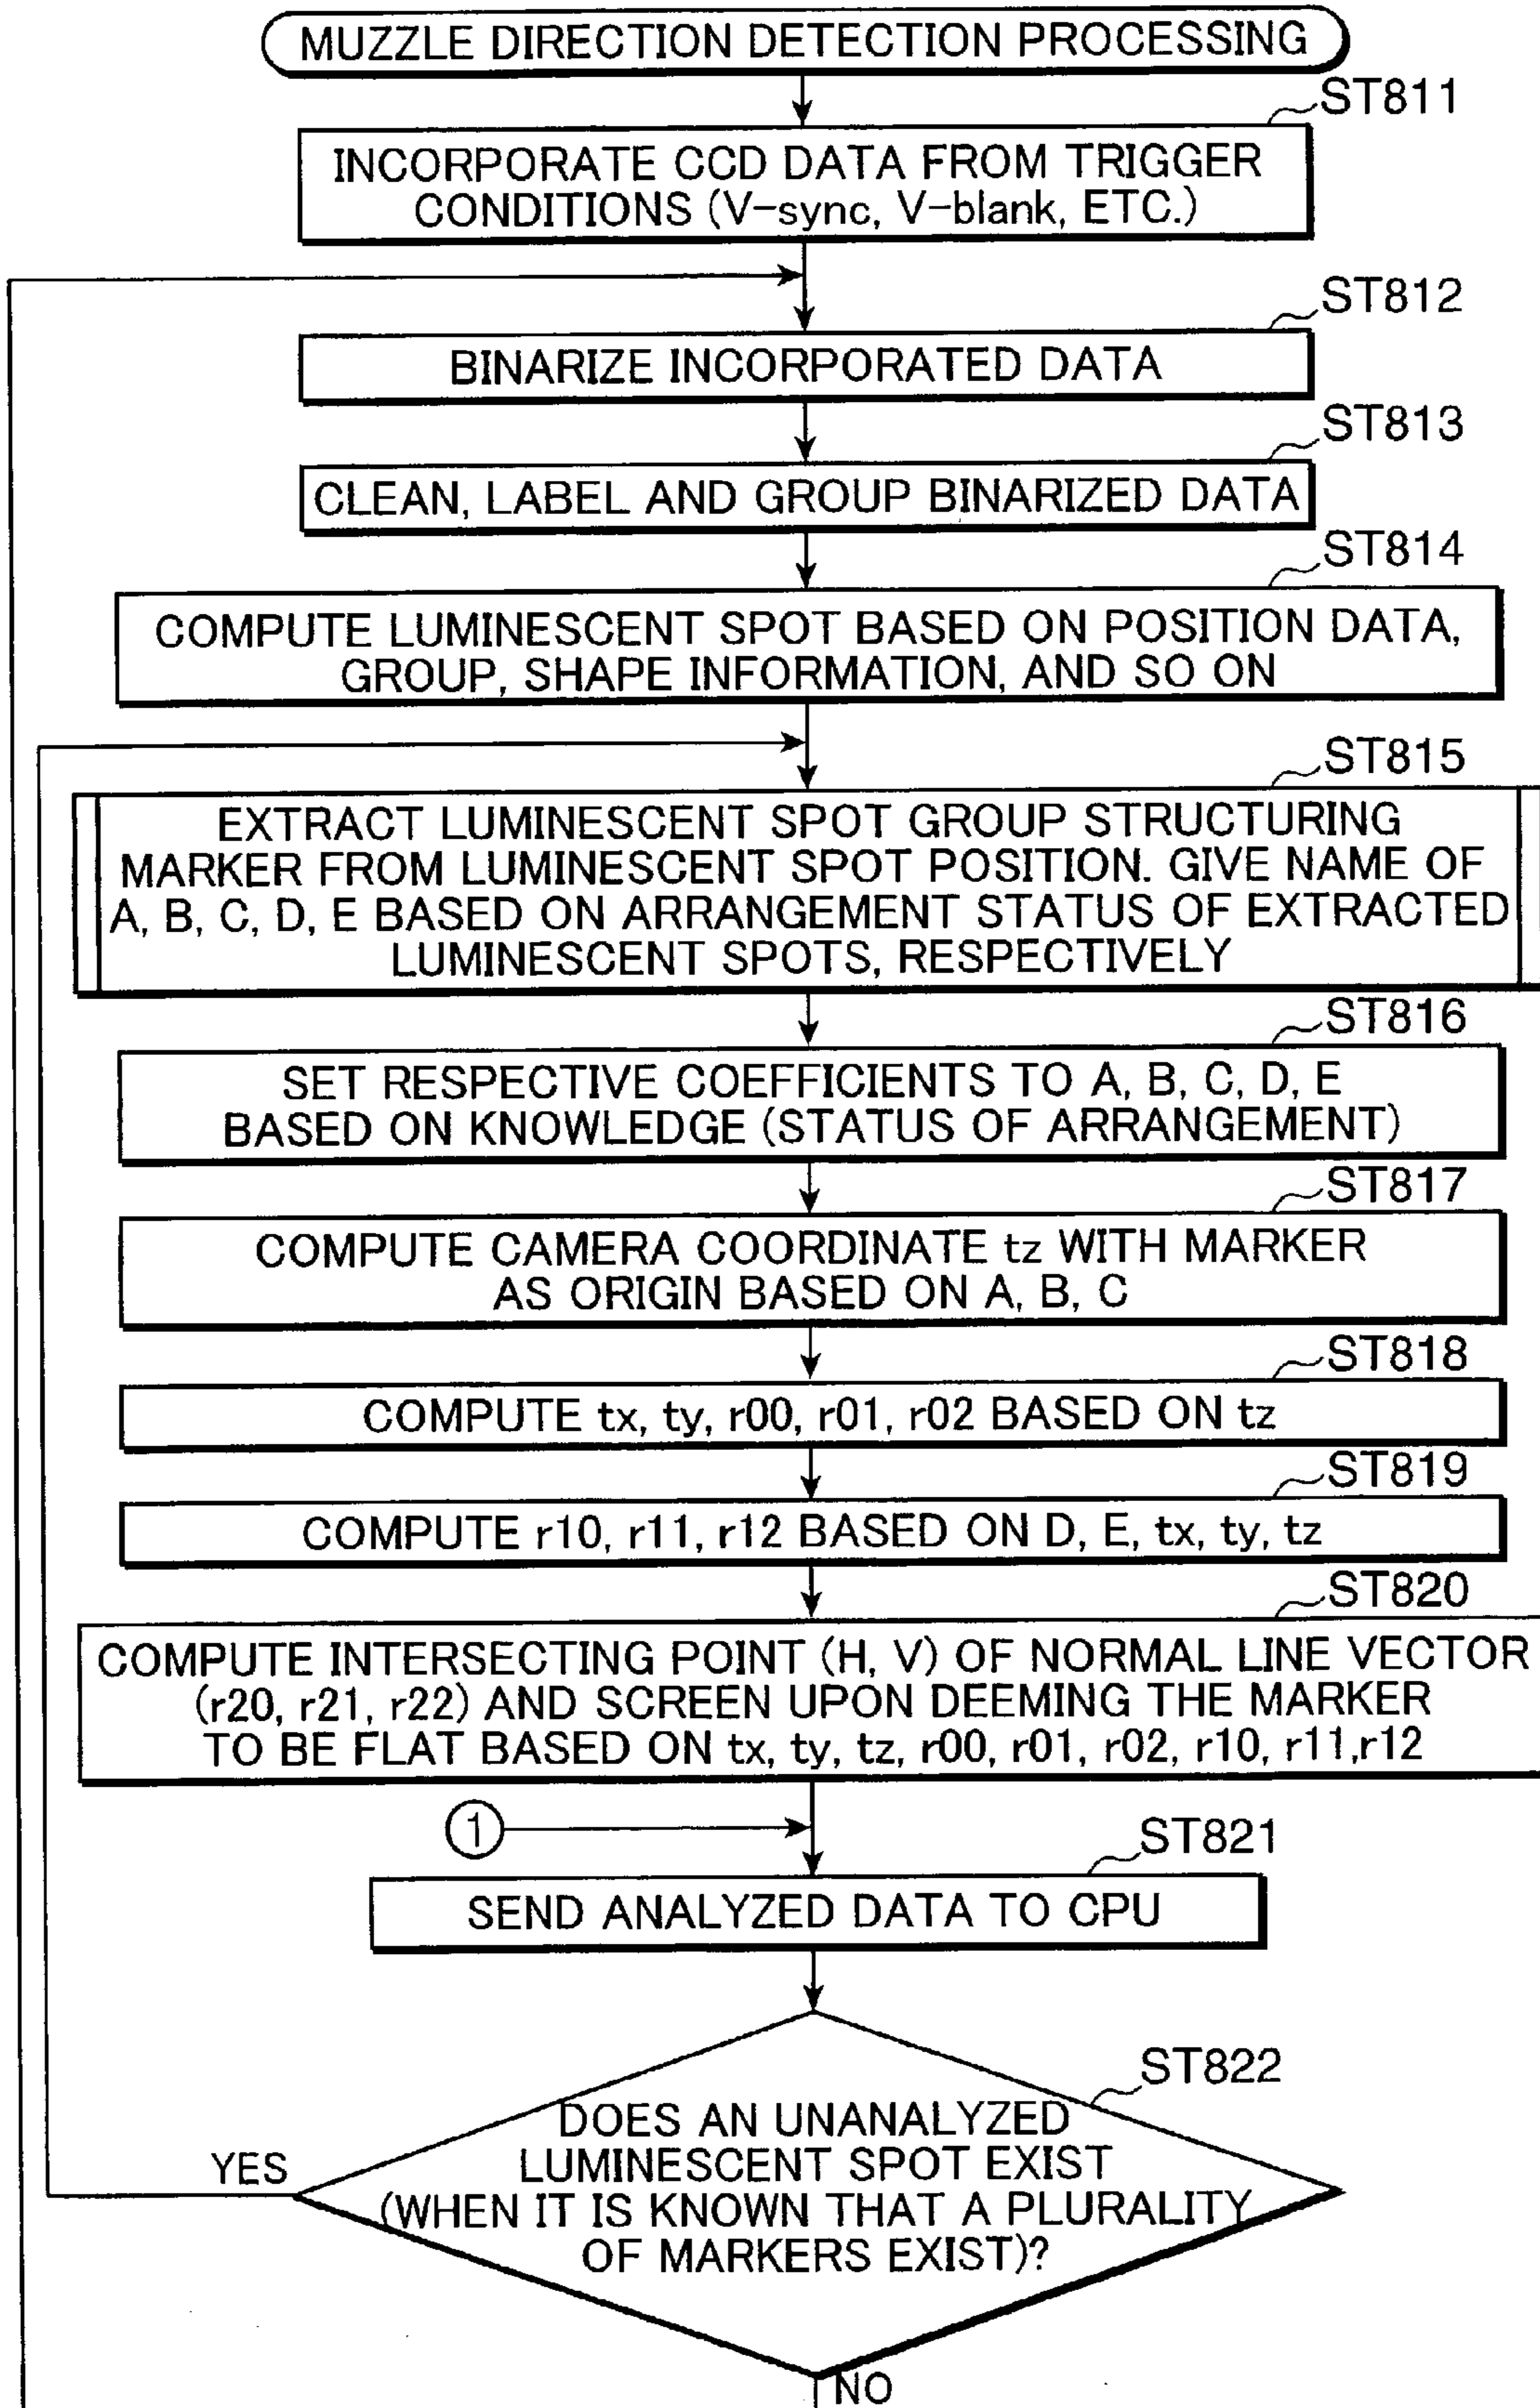 MUZZLE DIRECTION DETECTION PROCESSING
ST811
INCORPORATE CCD DATA FROM TRIGGER
CONDITIONS (V-sync, V-blank, ETC.)
ST812
BINARIZE INCORPORATED DATA
ST813
CLEAN, LABEL AND GROUP BINARIZED DATA
ST814
COMPUTE LUMINESCENT SPOT BASED ON POSITION DATA,
GROUP, SHAPE INFORMATION, AND SO ON
ST815
EXTRACT LUMINESCENT SPOT GROUP STRUCTURING
MARKER FROM LUMINESCENT SPOT POSITION. GIVE NAME OF
A, B, C, D, E BASED ON ARRANGEMENT STATUS OF EXTRACTED
LUMINESCENT SPOTS, RESPECTIVELY
ST816
SET RESPECTIVE COEFFICIENTS TO A, B, C, D, E
BASED ON KNOWLEDGE (STATUS OF ARRANGEMENT)
ST817
COMPUTE CAMERA COORDINATE tz WITH MARKER
AS ORIGIN BASED ON A, B, C
ST818
COMPUTE tx, ty, r00, r01, r02 BASED ON tz
ST819
COMPUTE r10, r11, r12 BASED ON D, E, tx, ty, tz
ST820
COMPUTE INTERSECTING POINT (H, V) OF NORMAL LINE VECTOR
(r20, r21, r22) AND SCREEN UPON DEEMING THE MARKER
TO BE FLAT BASED ON tx, ty, tz, r00, r01, r02, r10, r11,r12
1
ST821
SEND ANALYZED DATA TO CPU
ST822
DOES AN UNANALYZED
LUMINESCENT SPOT EXIST
(WHEN IT IS KNOWN THAT A PLURALITY
OF MARKERS EXIST)?
YES
NO